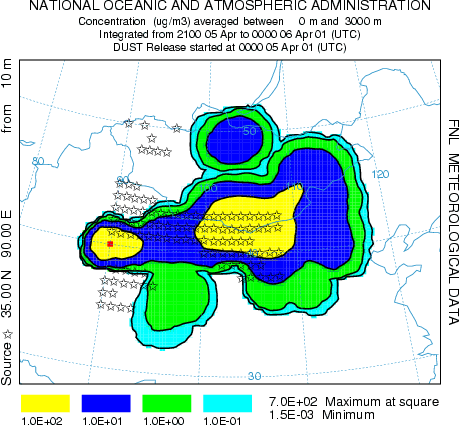 NATIONAL OCEANIC AND ATMOSPHERIC ADMINISTRATION
Concentration (ug/m3) averaged between 0 m and 3000 m
Integrated from 2100 05 Apr to 0000 06 Apr 01 (UTC)
DUST Release started at 0000 05 Apr 01 (UTC)
Source ☆ 35.00 N 90.00 E from 10 m
FNL METEOROLOGICAL DATA
50
80
90
110
120
30
7.0E+02 Maximum at square
1.5E-03 Minimum
1.0E+02 1.0E+01 1.0E+00 1.0E-01